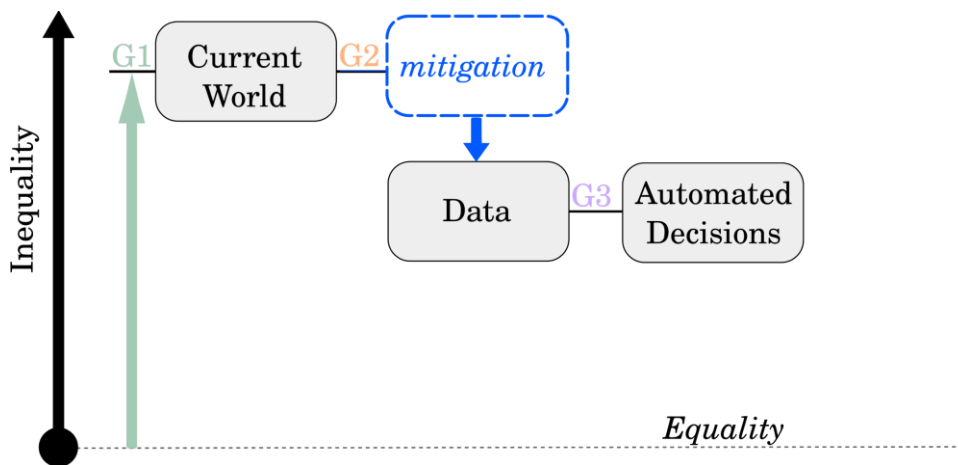 G1
Current
World
G2
mitigation
Inequality
Data
G3
Automated
Decisions
Equality